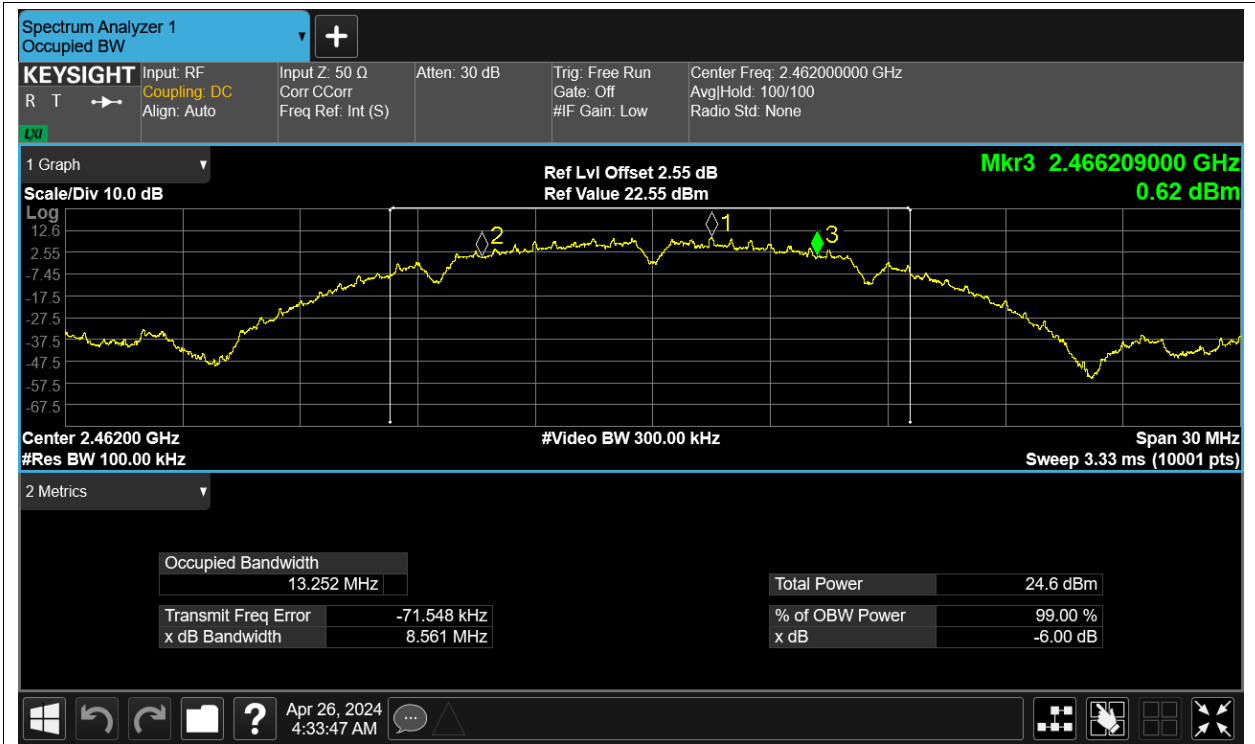 Spectrum Analyzer 1
Occupied BW
KEYSIGHT
R T
LXI
Input: RF
Coupling: DC
Align: Auto
Input Z: 50 Ω
Corr CCorr
Freq Ref: Int (S)
Atten: 30 dB
Trig: Free Run
Gate: Off
#IF Gain: Low
Center Freq: 2.462000000 GHz
Avg|Hold: 100/100
Radio Std: None
1 Graph
Scale/Div 10.0 dB
Ref Lvl Offset 2.55 dB
Ref Value 22.55 dBm
Mkr3 2.466209000 GHz
0.62 dBm
Log
12.6
2.55
-7.45
-17.5
-27.5
-37.5
-47.5
-57.5
-67.5
2
1
3
Center 2.46200 GHz
#Video BW 300.00 kHz
Span 30 MHz
#Res BW 100.00 kHz
Sweep 3.33 ms (10001 pts)
2 Metrics
Occupied Bandwidth
13.252 MHz
Total Power 24.6 dBm
Transmit Freq Error -71.548 kHz
% of OBW Power 99.00 %
x dB Bandwidth 8.561 MHz
x dB -6.00 dB
?
Apr 26, 2024
4:33:47 AM